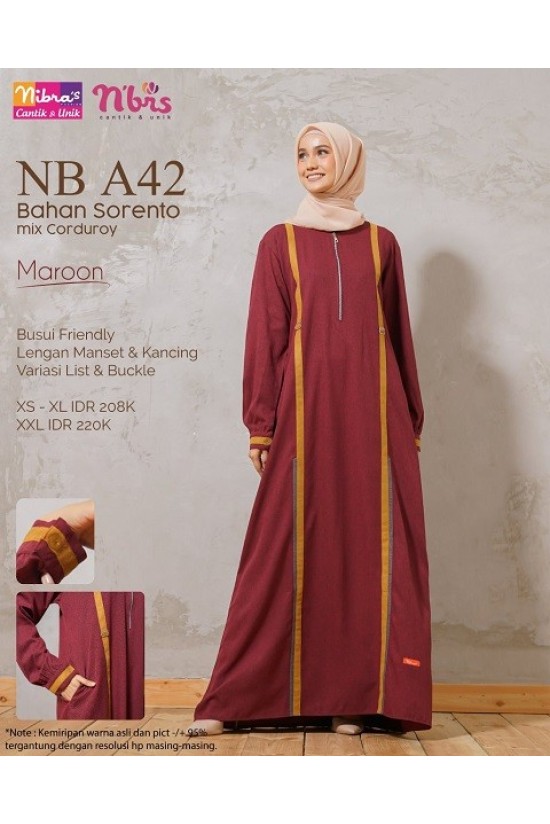 Nibra's
Cantik & Unik
N'brs
cantik & unik
NB A42
Bahan Sorento
mix Corduroy
Maroon
Busui Friendly
Lengan Manset & Kancing
Variasi List & Buckle
XS - XL IDR 208K
XXL IDR 220K
*Note : Kemiripan warna asli dan pict -/+ 95%
tergantung dengan resolusi hp masing-masing.